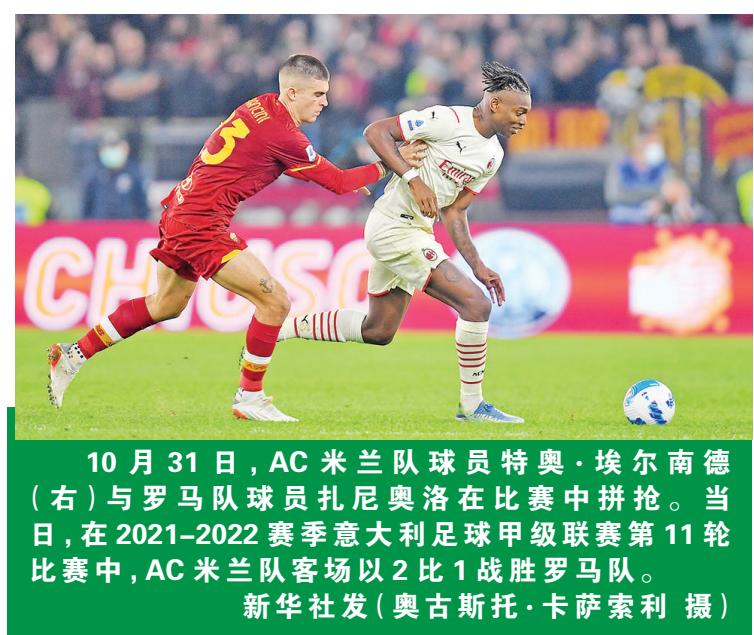 CHIUSO
23
Emirates
10 月 31 日，AC 米兰队球员特奥·埃尔南德
（右）与罗马队球员扎尼奥洛在比赛中拼抢。当
日，在 2021–2022 赛季意大利足球甲级联赛第 11 轮
比赛中，AC 米兰队客场以 2 比 1 战胜罗马队。
新华社发（奥古斯托·卡萨索利 摄）